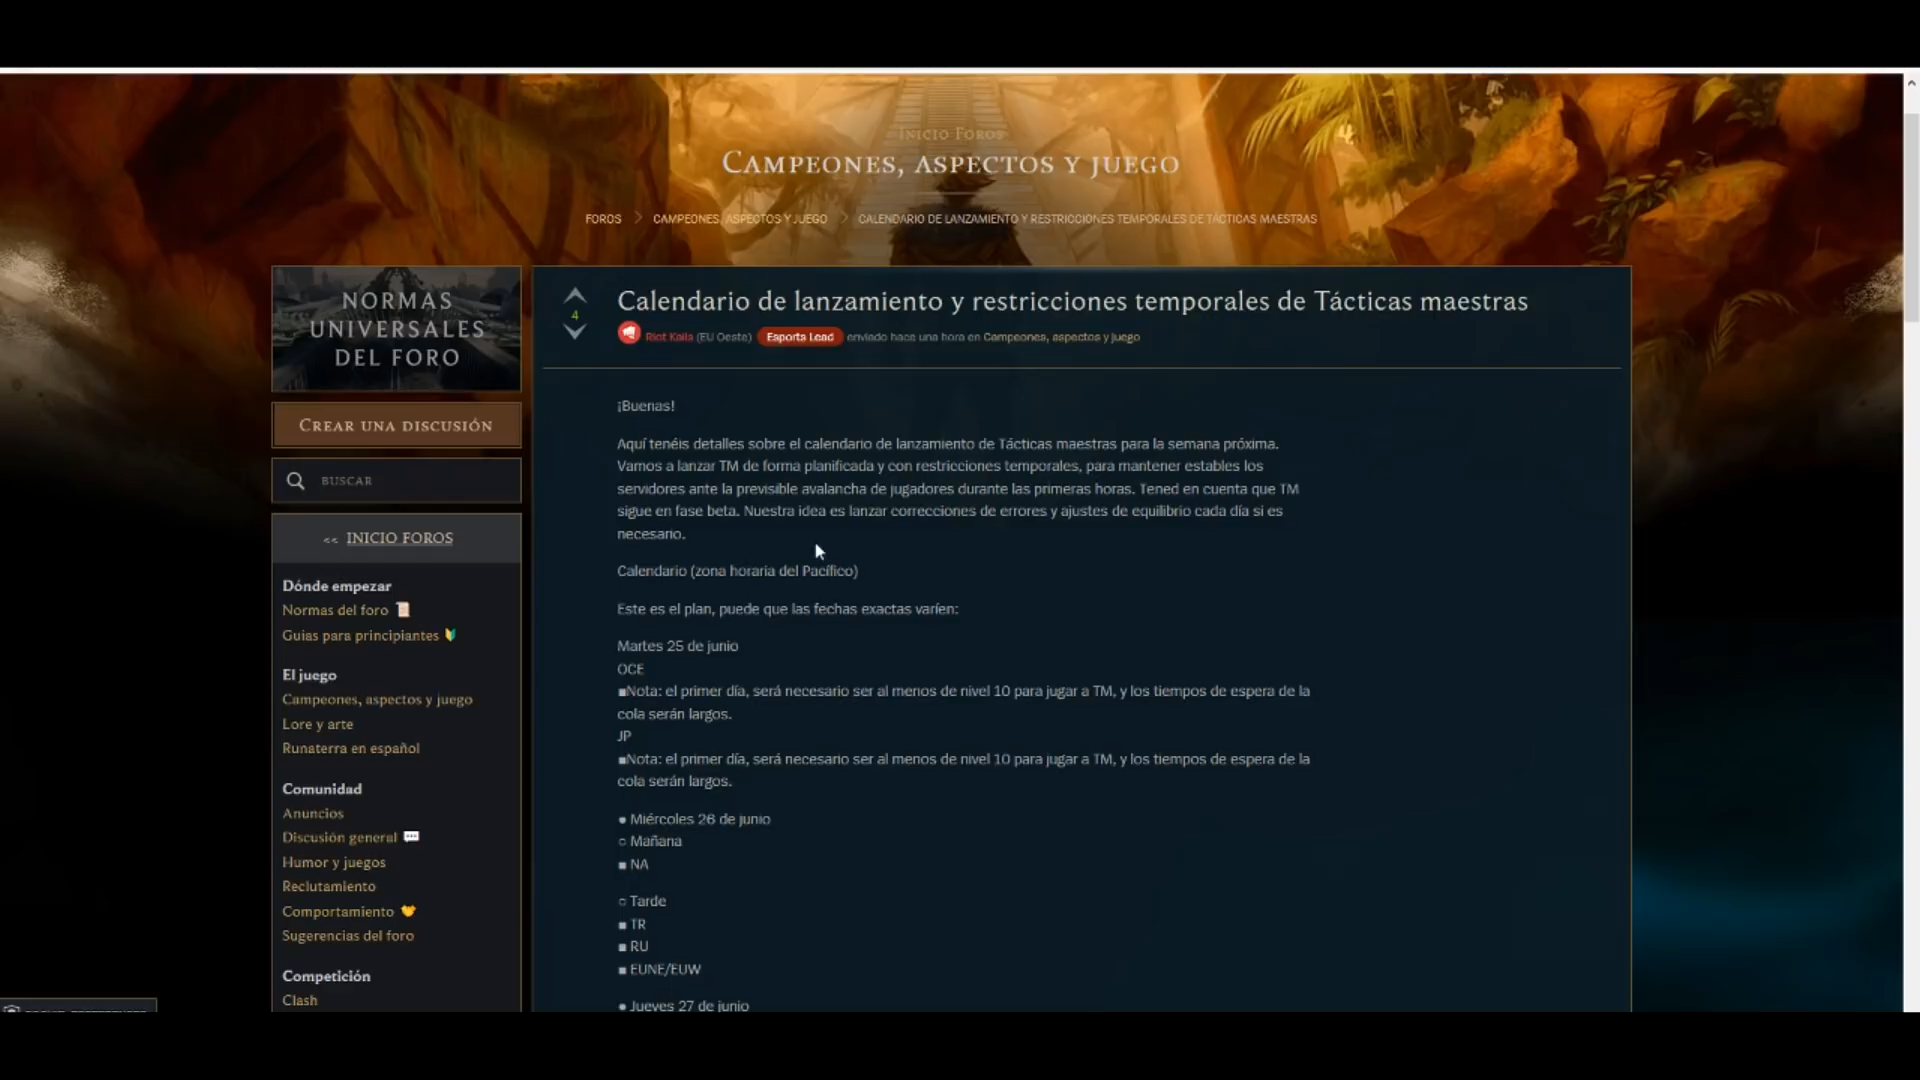 INICIO FOROS
CAMPEONES, ASPECTOS Y JUEGO
FOROS > CAMPEONES, ASPECTOS Y JUEGO > CALENDARIO DE LANZAMIENTO Y RESTRICCIONES TEMPORALES DE TÁCTICAS MAESTRAS
NORMAS
UNIVERSALES
DEL FORO
CREAR UNA DISCUSIÓN
BUSCAR
<< INICIO FOROS
Dónde empezar
Normas del foro
Guías para principiantes
El juego
Campeones, aspectos y juego
Lore y arte
Runaterra en español
Comunidad
Anuncios
Discusión general
Humor y juegos
Reclutamiento
Comportamiento
Sugerencias del foro
Competición
Clash
4
Calendario de lanzamiento y restricciones temporales de Tácticas maestras
Riot Kails (EU Oeste) Esports Lead enviado hace una hora en Campeones, aspectos y juego
¡Buenas!
Aquí tenéis detalles sobre el calendario de lanzamiento de Tácticas maestras para la semana próxima.
Vamos a lanzar TM de forma planificada y con restricciones temporales, para mantener estables los
servidores ante la previsible avalancha de jugadores durante las primeras horas. Tened en cuenta que TM
sigue en fase beta. Nuestra idea es lanzar correcciones de errores y ajustes de equilibrio cada día si es
necesario.
Calendario (zona horaria del Pacífico)
Este es el plan, puede que las fechas exactas varíen:
Martes 25 de junio
OCE
■Nota: el primer día, será necesario ser al menos de nivel 10 para jugar a TM, y los tiempos de espera de la
cola serán largos.
JP
■Nota: el primer día, será necesario ser al menos de nivel 10 para jugar a TM, y los tiempos de espera de la
cola serán largos.
● Miércoles 26 de junio
○ Mañana
■ NA
○ Tarde
■ TR
■ RU
■ EUNE/EUW
● Jueves 27 de junio